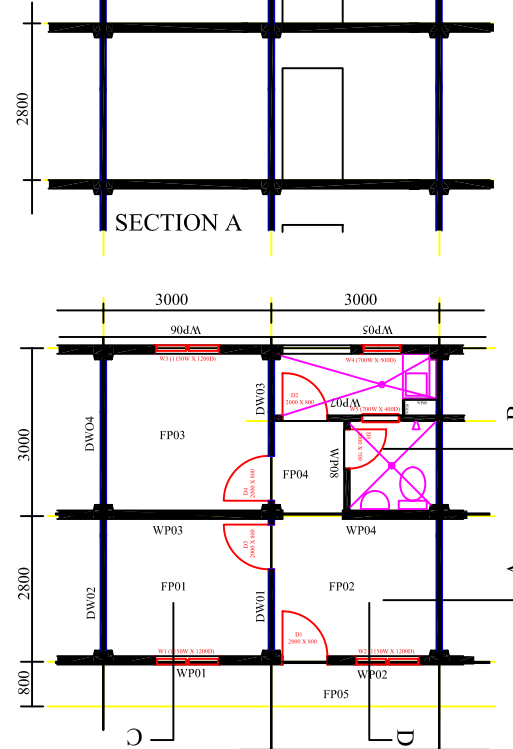 2800
SECTION A
3000
3000
WP06
WP05
W3 (1150W X 1200D)
W4 (700W X 500D)
DW03
D2
2000 X 800
WP07
W5 (700W X 400D)
3000
DWO4
FP03
FP04
WP08
D5
D4
2000 X 800
WP03
WP04
D3
2000 X 800
2800
DW02
FP01
DW01
FP02
D1
2000 X 800
W1 (1150W X 1200D)
W2 (1150W X 1200D)
WP01
WP02
800
FP05
C
D